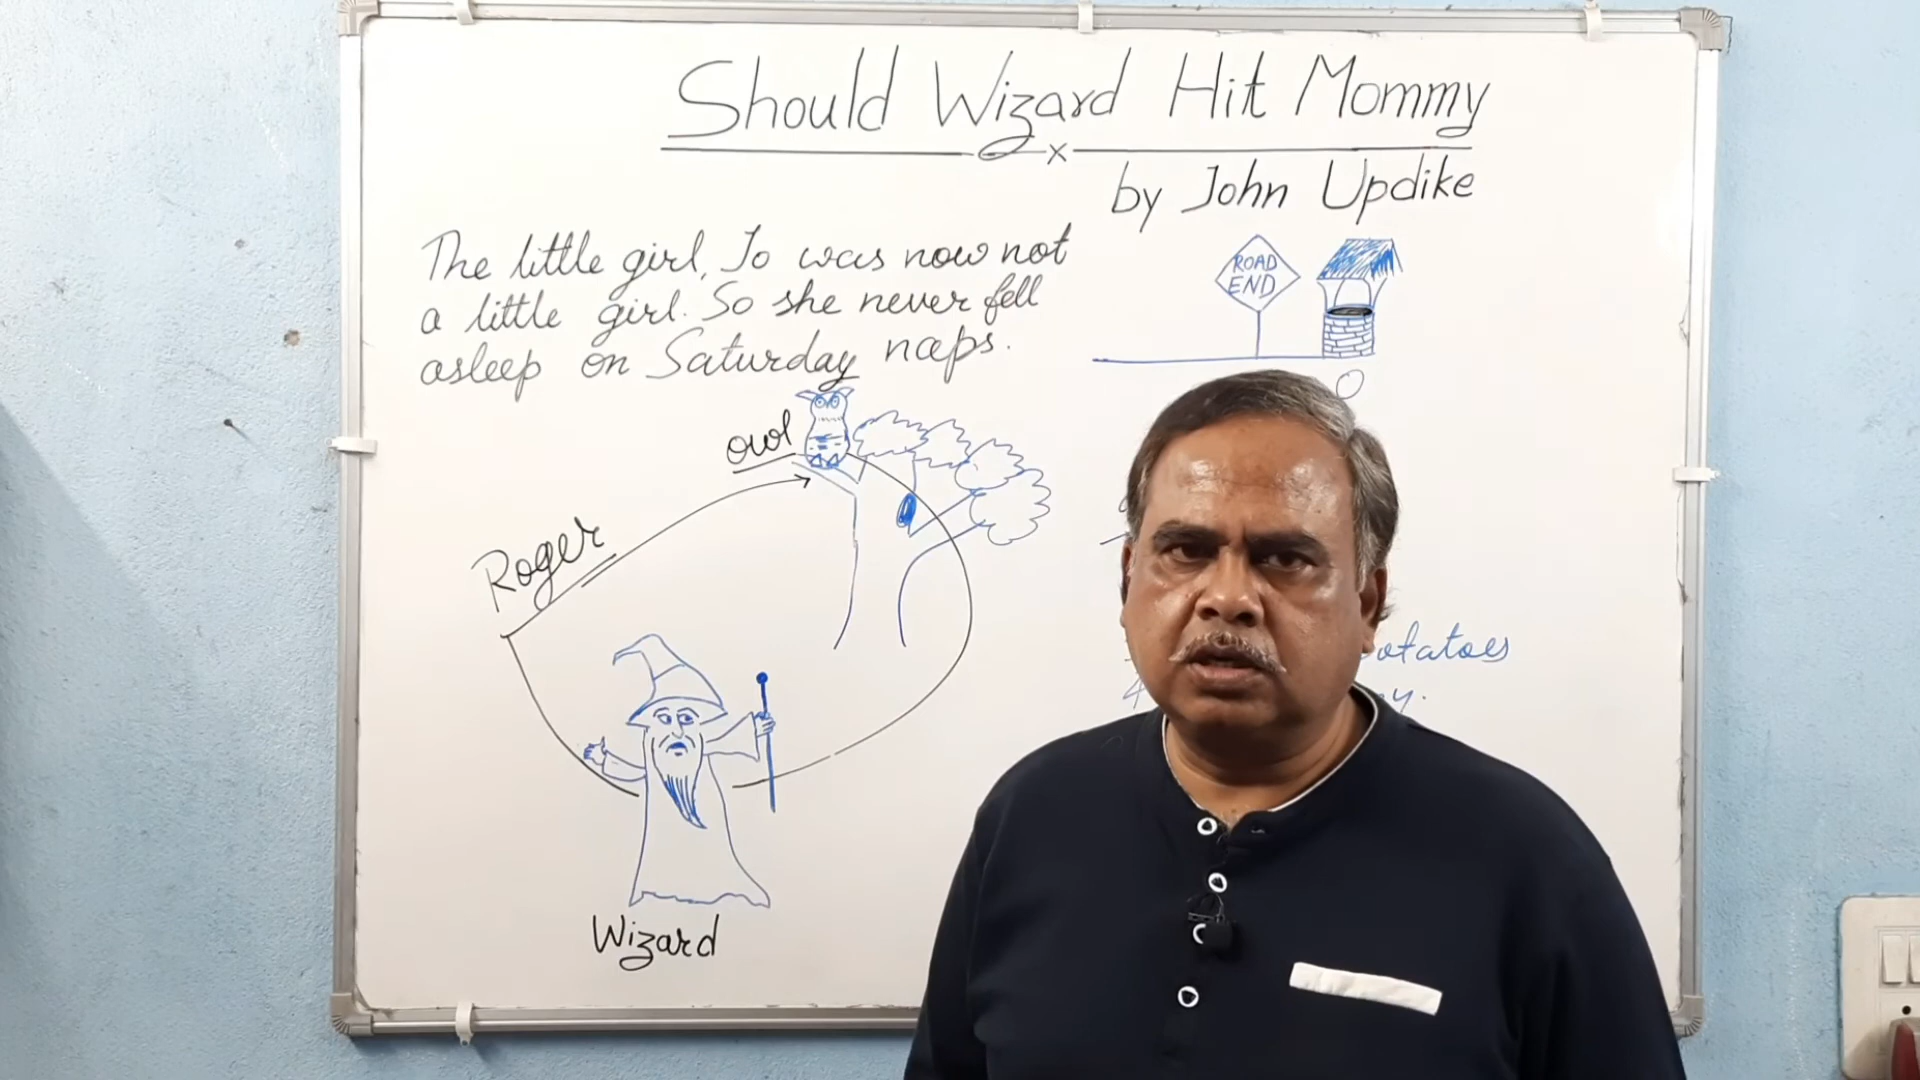 Should Wizard Hit Mommy
by John Updike
The little girl, Jo was now not
a little girl. So she never fell
asleep on Saturday naps.
ROAD
END
owl
Roger
Wizard